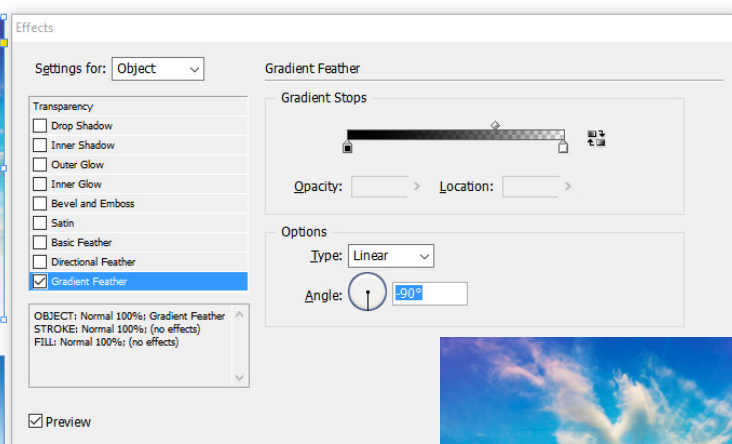 Effects
Settings for: Object
Transparency
Drop Shadow
Inner Shadow
Outer Glow
Inner Glow
Bevel and Emboss
Satin
Basic Feather
Directional Feather
Gradient Feather
OBJECT: Normal 100%; Gradient Feather
STROKE: Normal 100%; (no effects)
FILL: Normal 100%; (no effects)
Preview
Gradient Feather
Gradient Stops
Opacity: Location:
Options
Type: Linear
Angle: -90°